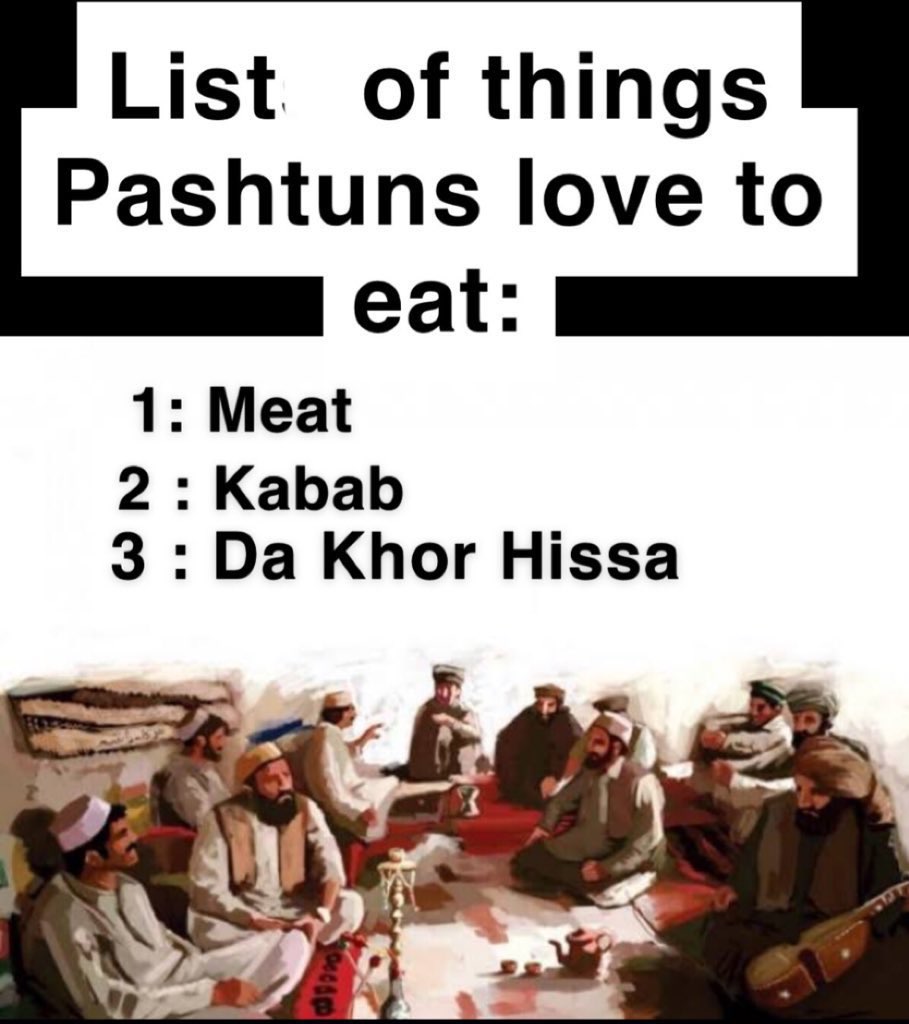 List of things
Pashtuns love to
eat:
1: Meat
2 : Kabab
3 : Da Khor Hissa